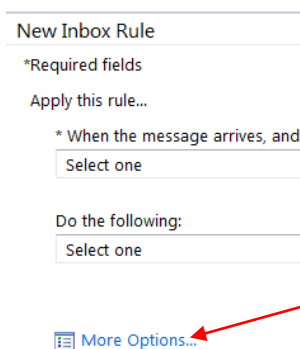 New Inbox Rule
*Required fields
Apply this rule...
* When the message arrives, and
Select one
Do the following:
Select one
More Options...